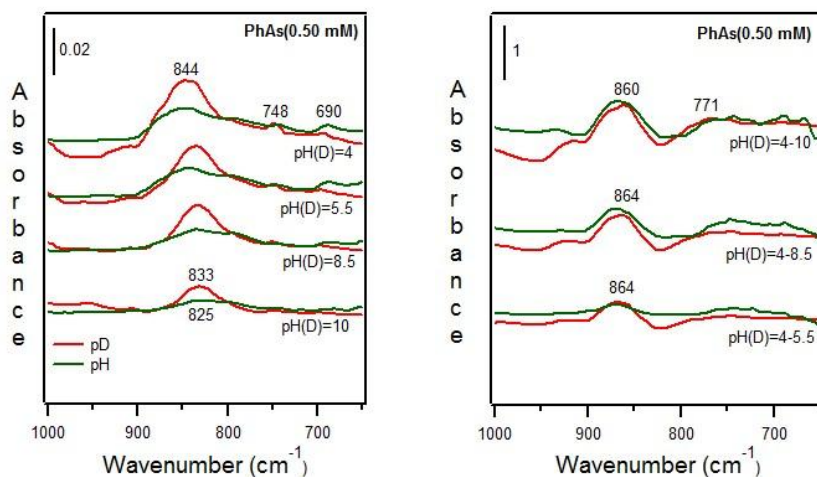 PhAs(0.50 mM)
0.02
844
748
690
pH(D)=4
pH(D)=5.5
pH(D)=8.5
833
825
pH(D)=10
pD
pH
Absorbance
1000 900 800 700
Wavenumber (cm⁻¹)
PhAs(0.50 mM)
1
860
771
pH(D)=4-10
864
pH(D)=4-8.5
864
pH(D)=4-5.5
Absorbance
1000 900 800 700
Wavenumber (cm⁻¹)